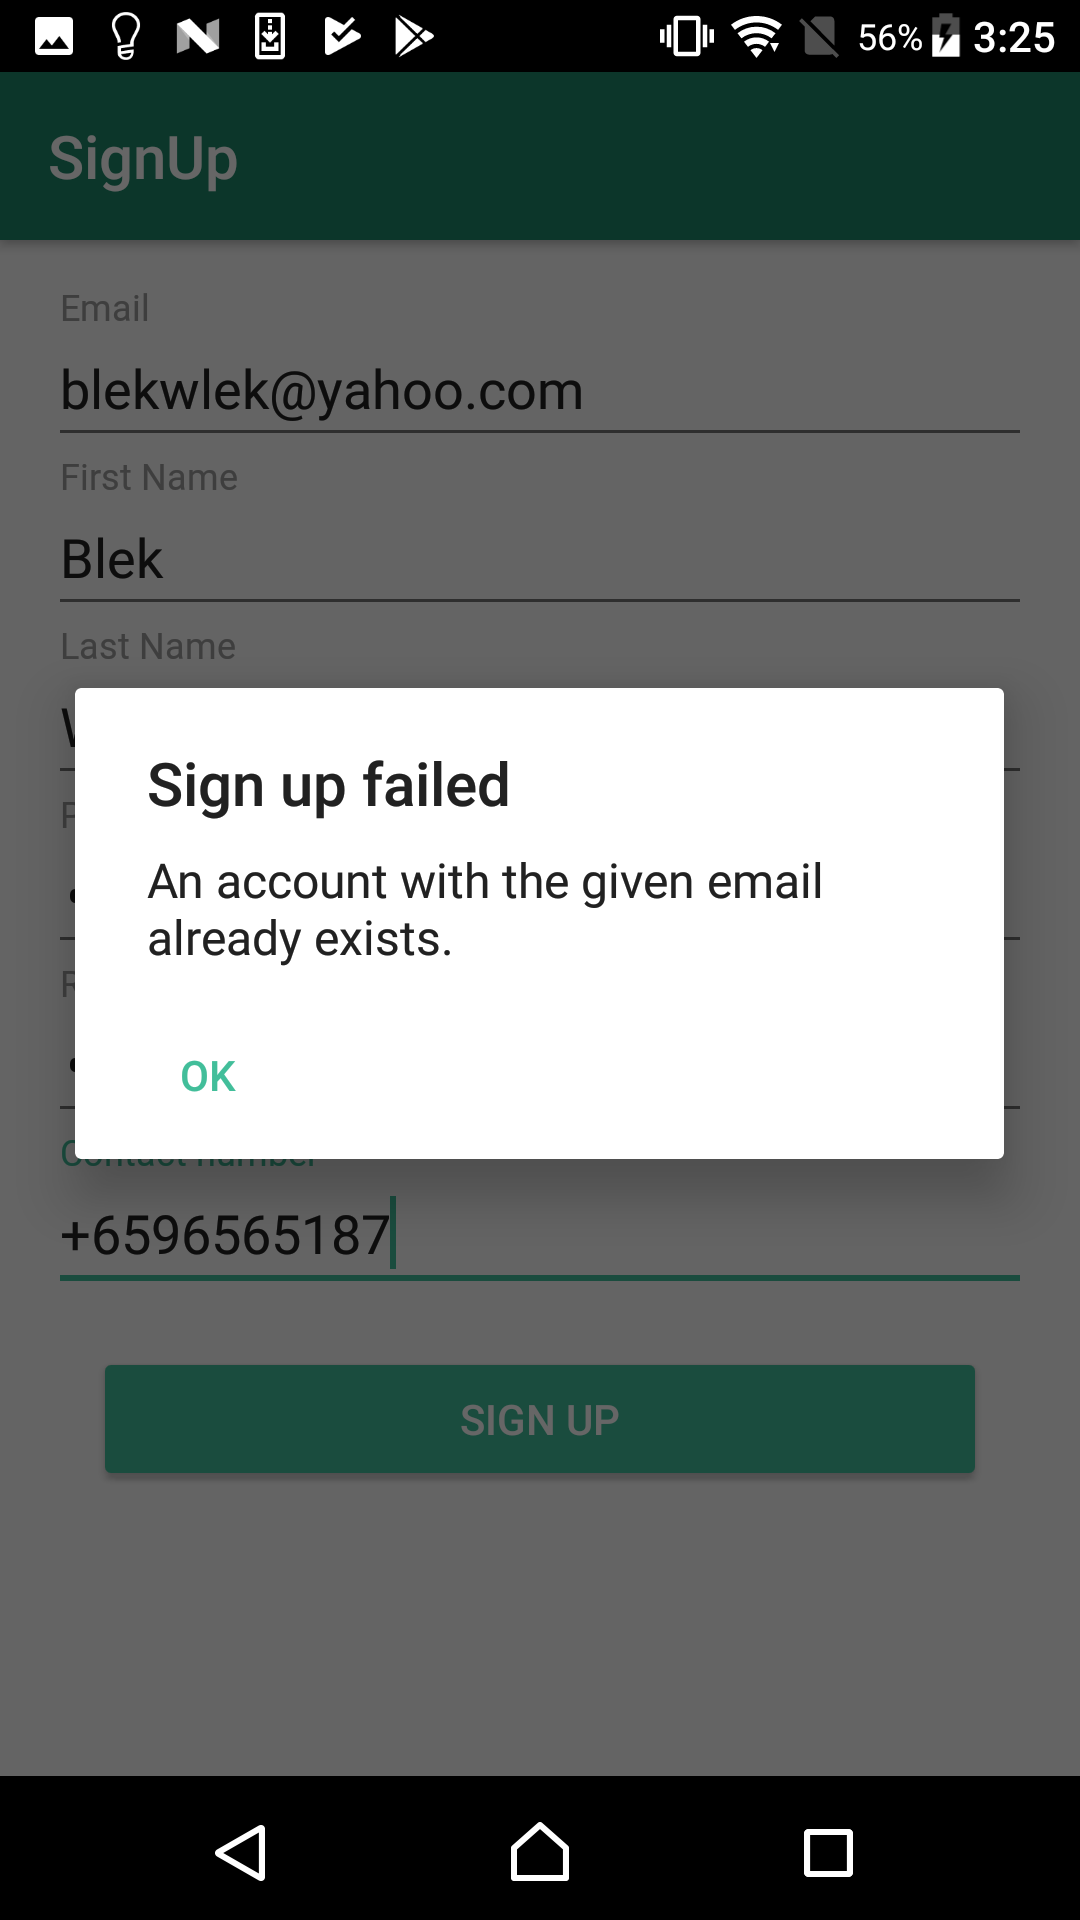 56% 3:25
SignUp
Email
blekwlek@yahoo.com
First Name
Blek
Last Name
Sign up failed
An account with the given email
already exists.
OK
Contact number
+6596565187
SIGN UP